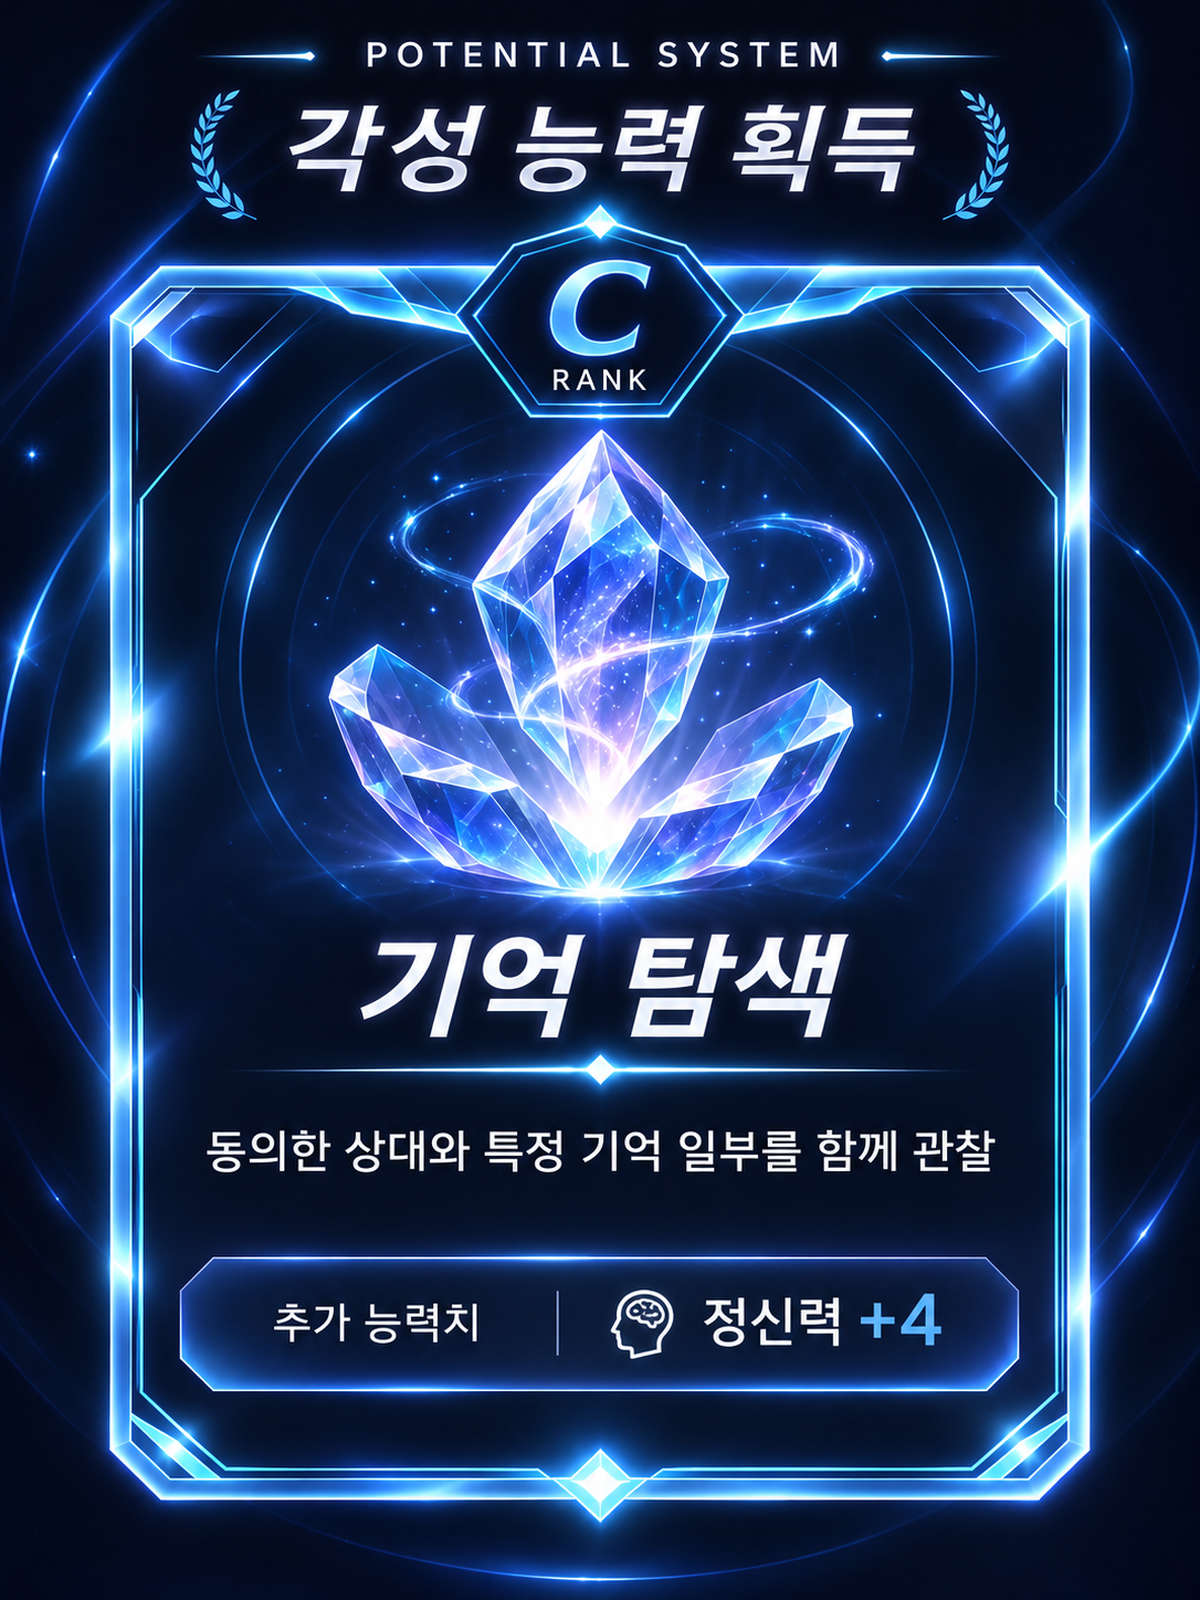 POTENTIAL SYSTEM
각성 능력 획득
C
RANK
기억 탐색
동의한 상대와 특정 기억 일부를 함께 관찰
추가 능력치 정신력 +4